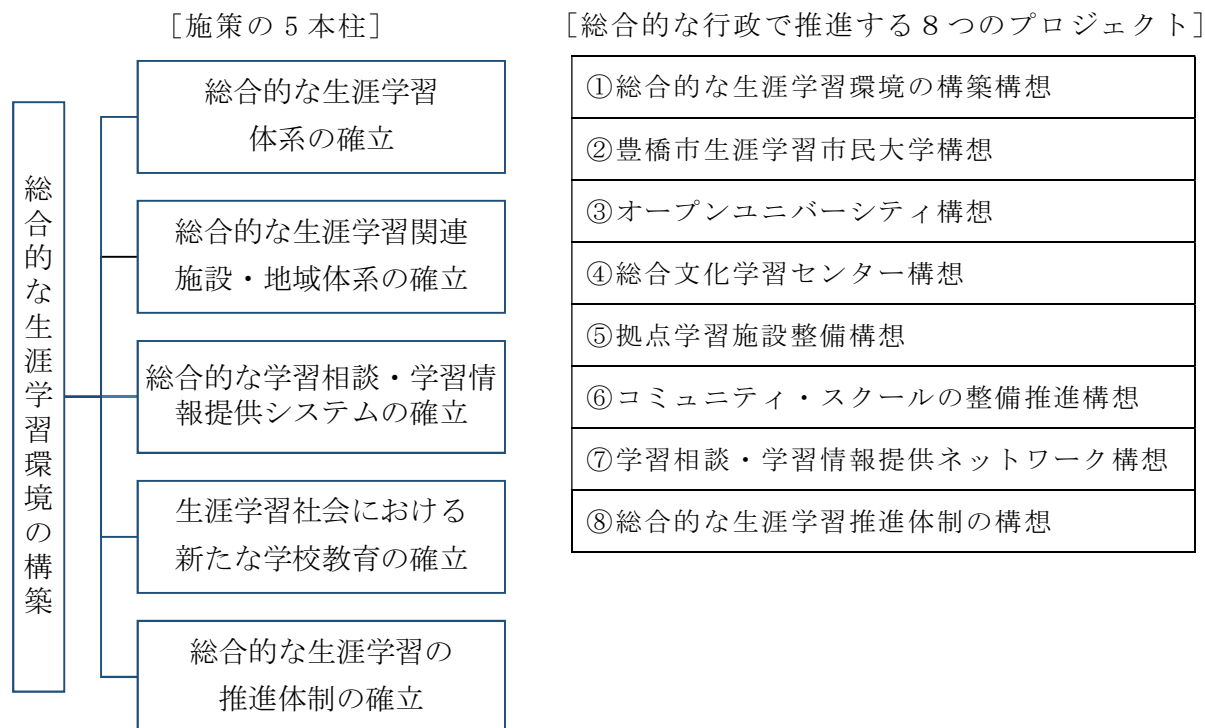 [施策の5本柱]
総合的な生涯学習環境の構築
総合的な生涯学習
体系の確立
総合的な生涯学習関連
施設・地域体系の確立
総合的な学習相談・学習情
報提供システムの確立
生涯学習社会における
新たな学校教育の確立
総合的な生涯学習の
推進体制の確立
[総合的な行政で推進する8つのプロジェクト]
①総合的な生涯学習環境の構築構想
②豊橋市生涯学習市民大学構想
③オープンユニバーシティ構想
④総合文化学習センター構想
⑤拠点学習施設整備構想
⑥コミュニティ・スクールの整備推進構想
⑦学習相談・学習情報提供ネットワーク構想
⑧総合的な生涯学習推進体制の構想